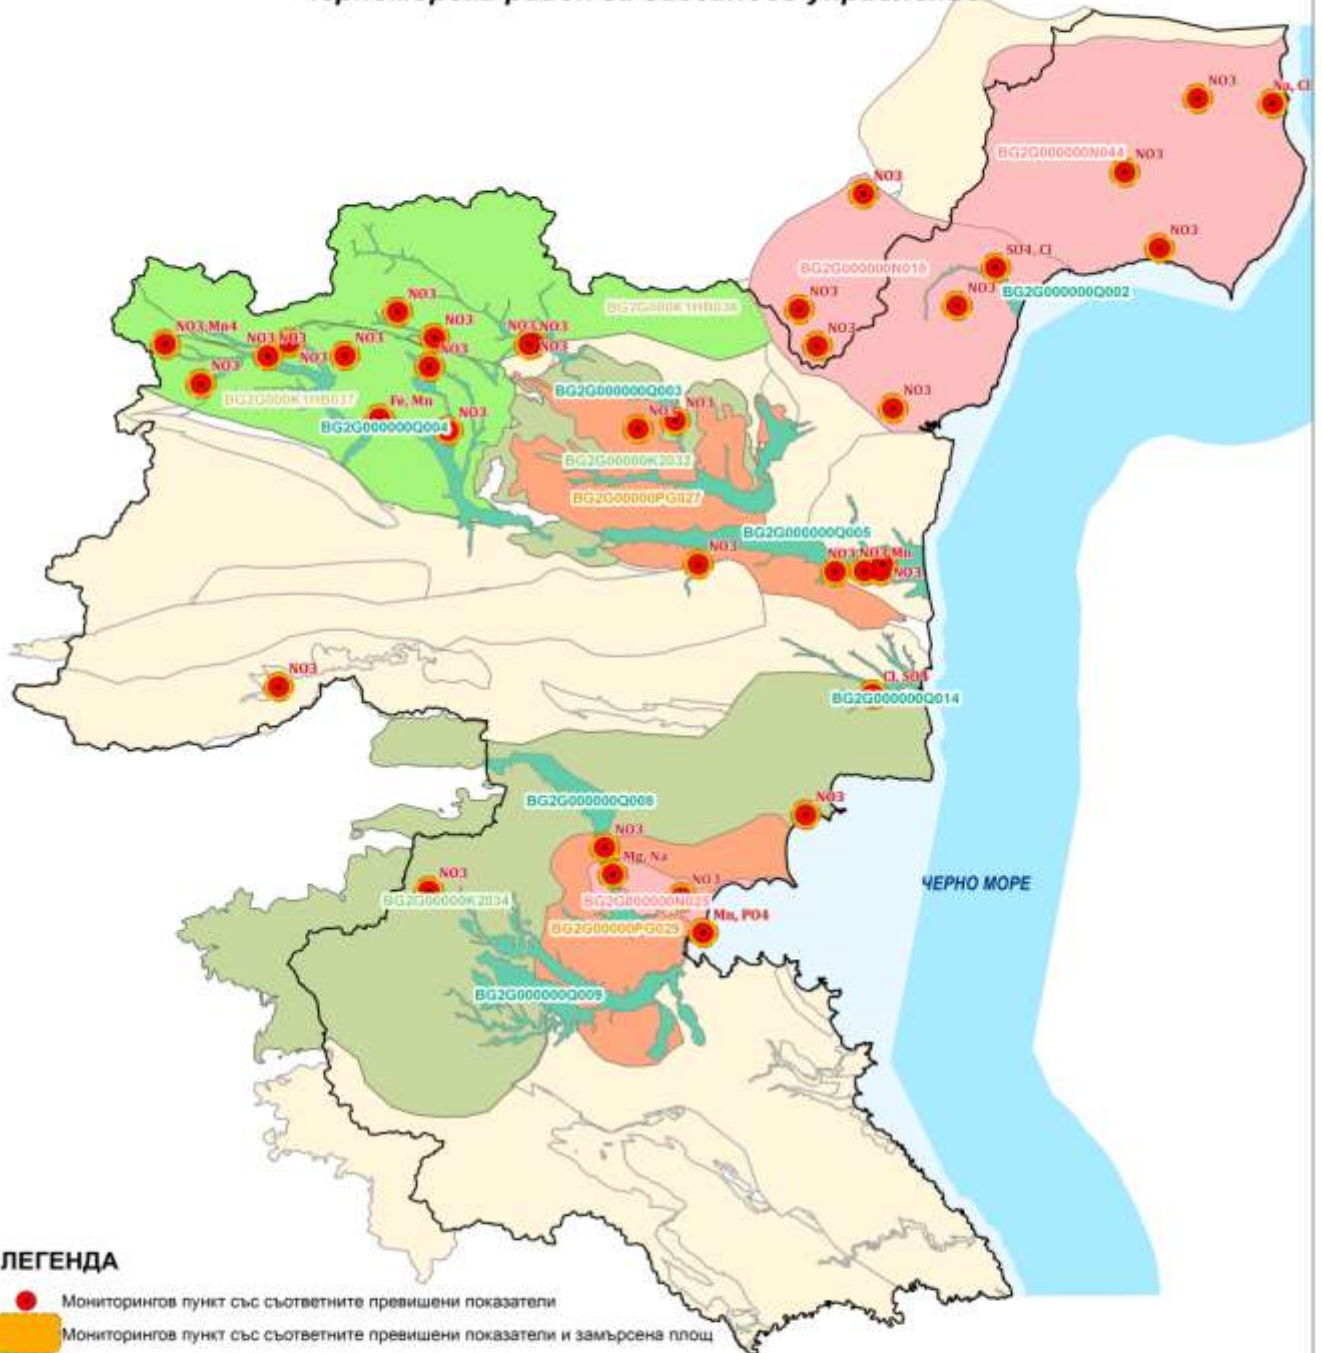 NO3
Na, Cl
BG2G000000N044
NO3
NO3
NO3
SO4, Cl
BG2G000000N018
NO3
BG2G000000Q002
NO3
NO3
NO3
BG2G000K1HB036
NO3
NO3,Mn4
NO3
NO3 NO3
NO3
NO3
NO3
NO3
NO3
NO3
NO3
BG2G000K1HB037
Fe, Mn
BG2G000000Q004
NO3
BG2G000000Q003
NO3
NO3
BG2G00000K2032
BG2G00000PG027
BG2G000000Q005
NO3
NO3
NO3
Mn
NO3
NO3
Cl, SO4
BG2G000000Q014
BG2G000000Q008
NO3
NO3
Mg, Na
NO3
NO3
BG2G00000K2034
BG2G000000N025
Mn, PO4
BG2G00000PG029
ЧЕРНО МОРЕ
BG2G000000Q009
ЛЕГЕНДА
Мониторингов пункт със съответните превишени показатели
Мониторингов пункт със съответните превишени показатели и замърсена площ